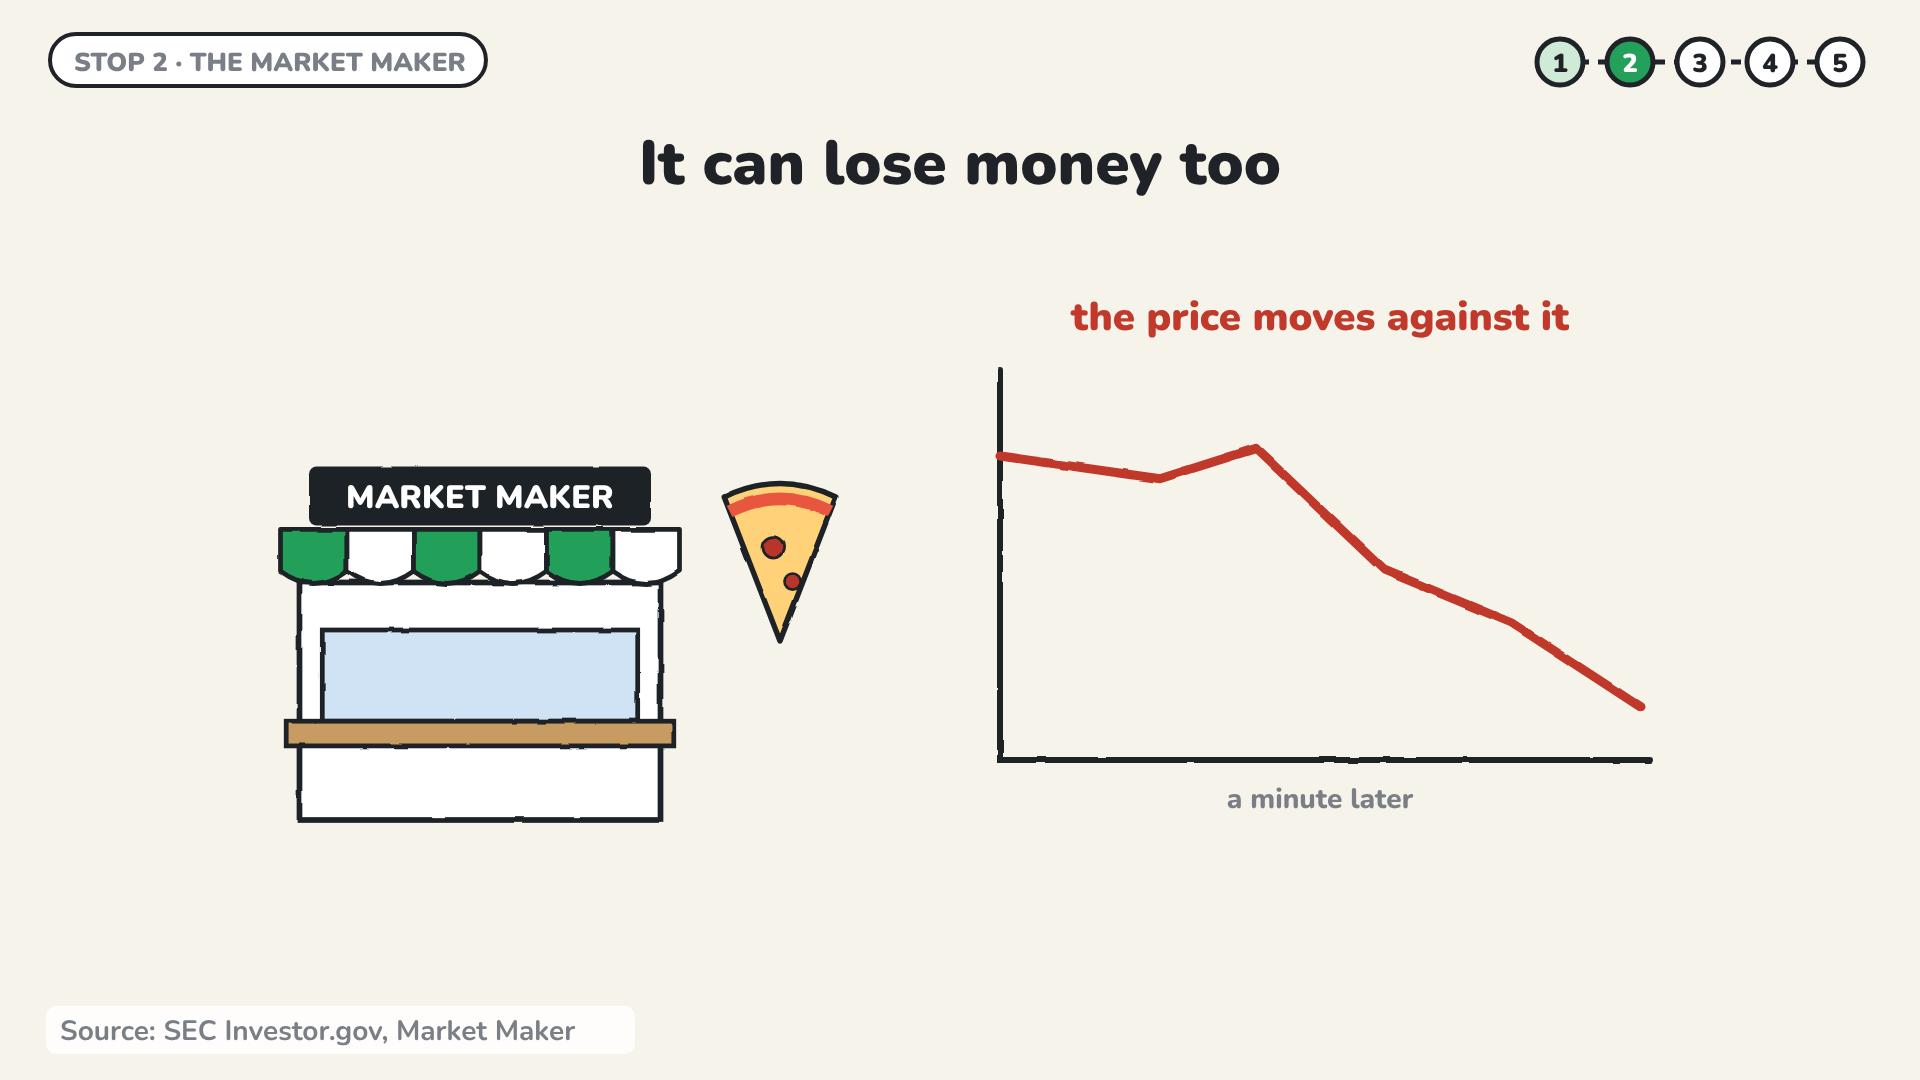 STOP 2 · THE MARKET MAKER
1 2 3 4 5
It can lose money too
the price moves against it
MARKET MAKER
a minute later
Source: SEC Investor.gov, Market Maker